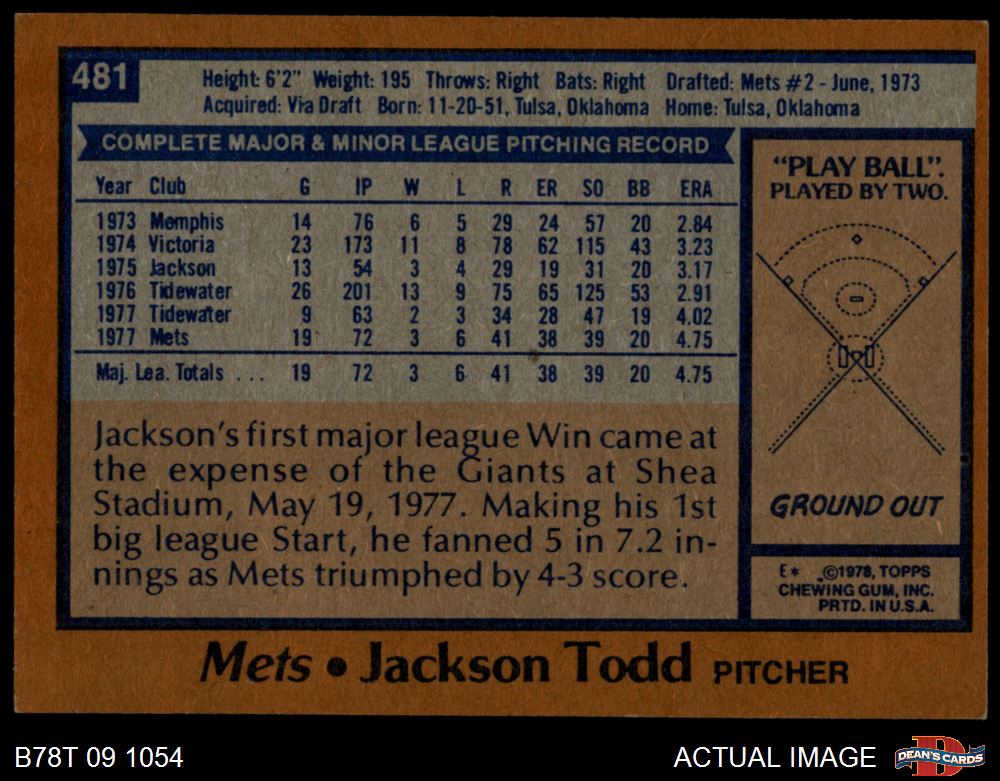 481
Height: 6'2" Weight: 195 Throws: Right Bats: Right Drafted: Mets #2 - June, 1973
Acquired: Via Draft Born: 11-20-51, Tulsa, Oklahoma Home: Tulsa, Oklahoma
COMPLETE MAJOR & MINOR LEAGUE PITCHING RECORD
Year Club G IP W L R ER SO BB ERA
1973 Memphis 14 76 6 5 29 24 57 20 2.84
1974 Victoria 23 173 11 8 78 62 115 43 3.23
1975 Jackson 13 54 3 4 29 19 31 20 3.17
1976 Tidewater 26 201 13 9 75 65 125 53 2.91
1977 Tidewater 9 63 2 3 34 28 47 19 4.02
1977 Mets 19 72 3 6 41 38 39 20 4.75
Maj. Lea. Totals ... 19 72 3 6 41 38 39 20 4.75
Jackson's first major league Win came at
the expense of the Giants at Shea
Stadium, May 19, 1977. Making his 1st
big league Start, he fanned 5 in 7.2 in-
nings as Mets triumphed by 4-3 score.
"PLAY BALL".
PLAYED BY TWO.
GROUND OUT
E* ©1978, TOPPS
CHEWING GUM, INC.
PRTD. IN U.S.A.
Mets • Jackson Todd PITCHER
B78T 09 1054
ACTUAL IMAGE
D
DEAN'S CARDS